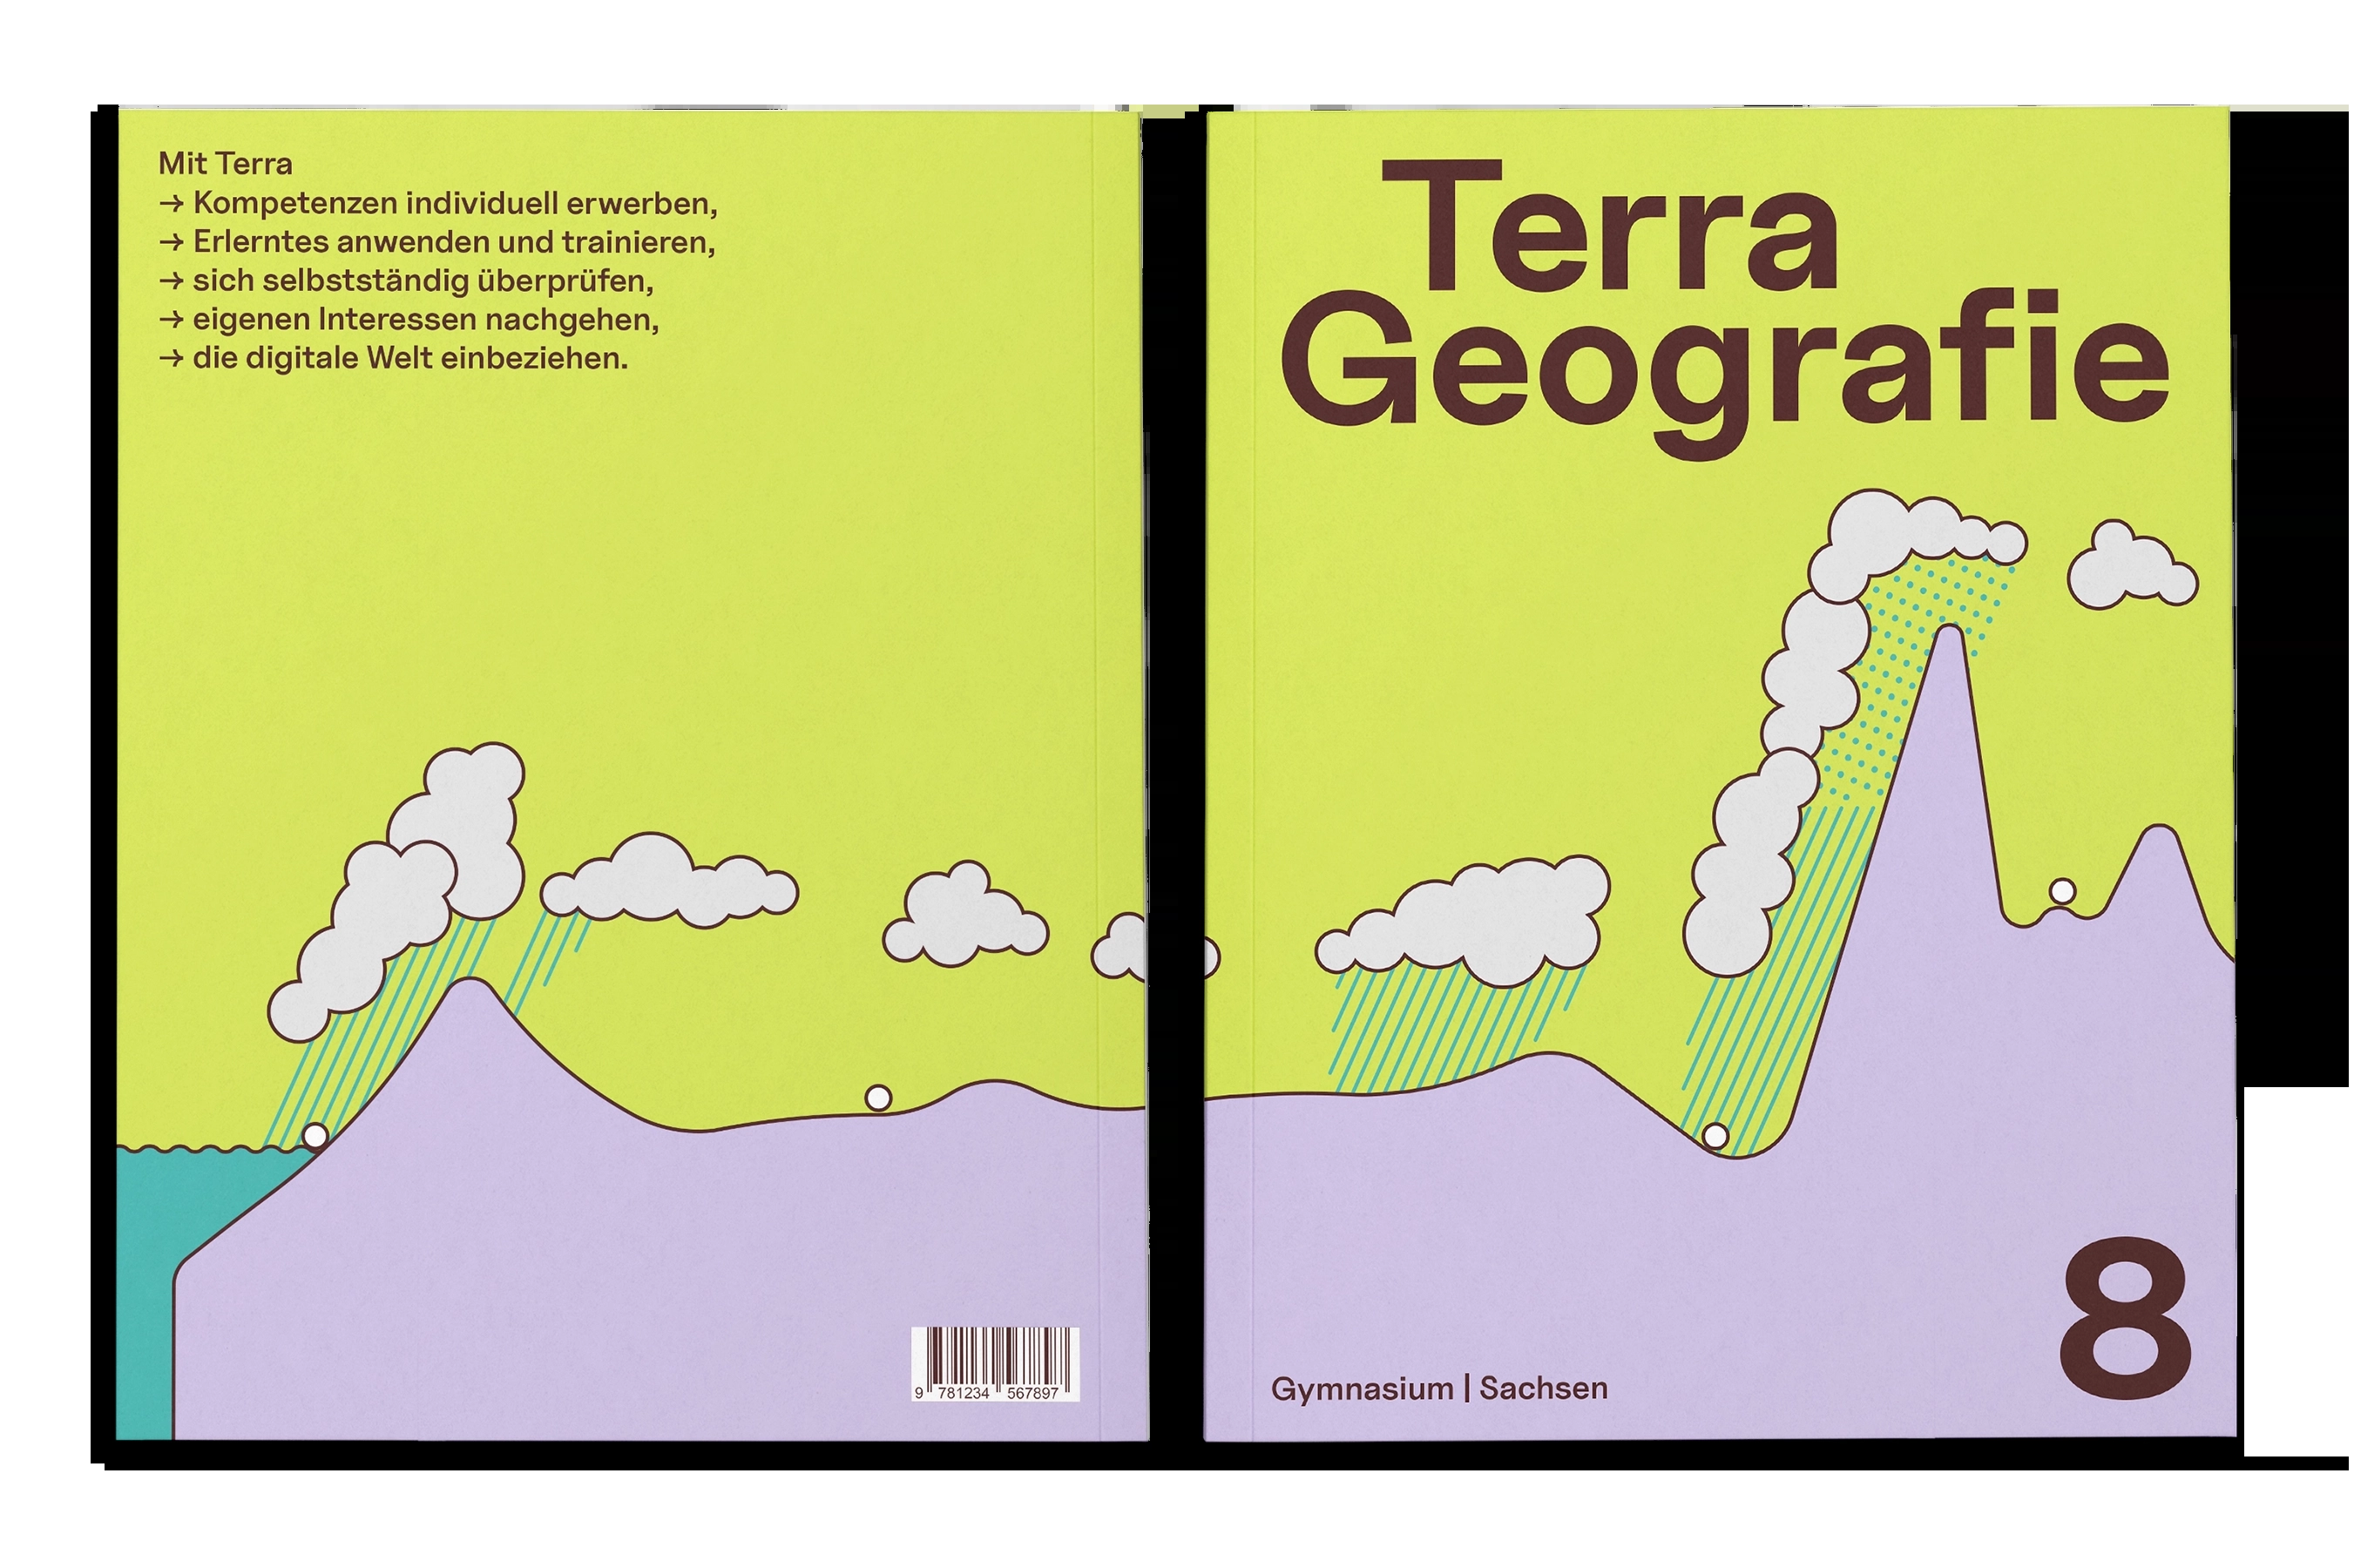 Mit Terra
→ Kompetenzen individuell erwerben,
→ Erlerntes anwenden und trainieren,
→ sich selbstständig überprüfen,
→ eigenen Interessen nachgehen,
→ die digitale Welt einbeziehen.
9 781234 567897
Terra
Geografie
Gymnasium | Sachsen
8